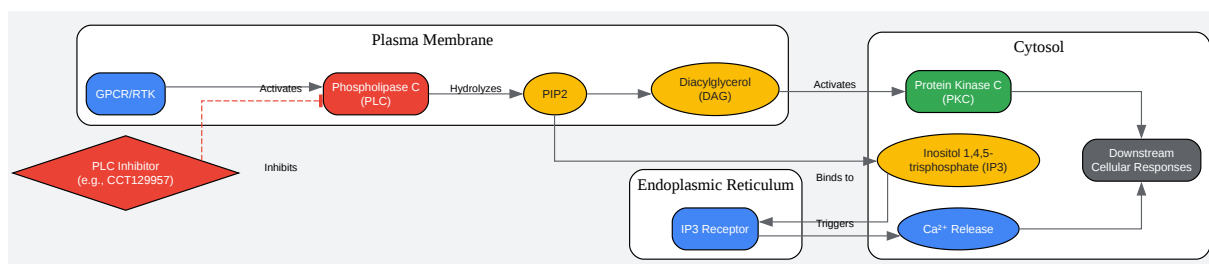 Plasma Membrane
GPCR/RTK
Activates
Phospholipase C
(PLC)
Hydrolyzes
PIP2
Diacylglycerol
(DAG)
Activates
Cytosol
Protein Kinase C
(PKC)
PLC Inhibitor
(e.g., CCT129957)
Inhibits
Inositol 1,4,5-
trisphosphate (IP3)
Downstream
Cellular Responses
Binds to
Endoplasmic Reticulum
IP3 Receptor
Triggers
Ca²⁺ Release